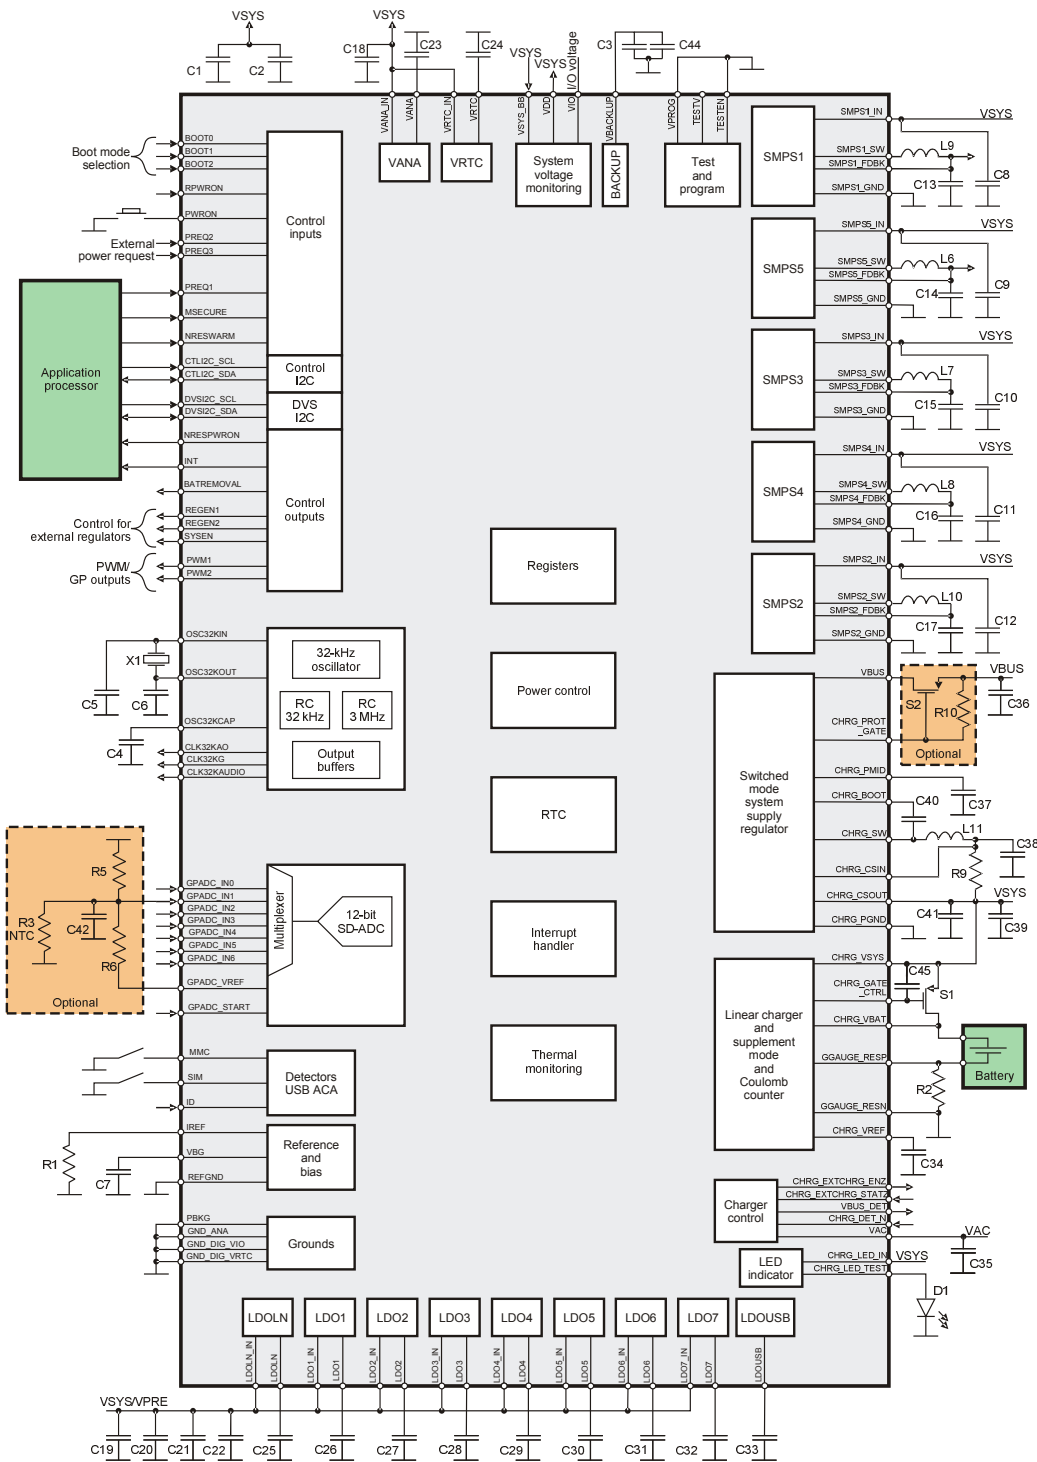 VSYS
C1
C2
VSYS
C18
C23
C24
VSYS
VSYS
I/O voltage
C3
C44
VANA_IN
VANA
VRTC_IN
VRTC
VSYS_BB
VDD
VIO
VBACKUP
VPROG
TESTV
TESTEN
VANA
VRTC
System
voltage
monitoring
BACKUP
Test
and
program
Boot mode
selection
BOOT0
BOOT1
BOOT2
RPWRON
PWRON
External
power request
PREQ2
PREQ3
PREQ1
MSECURE
NRESWARM
Control
inputs
Application
processor
CTLI2C_SCL
CTLI2C_SDA
Control
I2C
DVSI2C_SCL
DVSI2C_SDA
DVS
I2C
NRESPWRON
INT
BATREMOVAL
Control for
external regulators
REGEN1
REGEN2
SYSEN
PWM/
GP outputs
PWM1
PWM2
Control
outputs
SMPS1
SMPS1_IN
SMPS1_SW
SMPS1_FDBK
SMPS1_GND
VSYS
L9
C13
C8
SMPS5
SMPS5_IN
SMPS5_SW
SMPS5_FDBK
SMPS5_GND
VSYS
L6
C14
C9
SMPS3
SMPS3_IN
SMPS3_SW
SMPS3_FDBK
SMPS3_GND
VSYS
L7
C15
C10
SMPS4
SMPS4_IN
SMPS4_SW
SMPS4_FDBK
SMPS4_GND
VSYS
L8
C16
C11
SMPS2
SMPS2_IN
SMPS2_SW
SMPS2_FDBK
SMPS2_GND
VSYS
L10
C17
C12
Registers
Power control
RTC
Interrupt
handler
Thermal
monitoring
OSC32KIN
X1
OSC32KOUT
C5
C6
OSC32KCAP
C4
CLK32KAO
CLK32KG
CLK32KAUDIO
32-kHz
oscillator
RC
32 kHz
RC
3 MHz
Output
buffers
R5
R3
NTC
C42
R6
Optional
GPADC_IN0
GPADC_IN1
GPADC_IN2
GPADC_IN3
GPADC_IN4
GPADC_IN5
GPADC_IN6
GPADC_VREF
GPADC_START
Multiplexer
12-bit
SD-ADC
MMC
SIM
ID
Detectors
USB ACA
IREF
VBG
REFGND
R1
C7
Reference
and
bias
PBKG
GND_ANA
GND_DIG_VIO
GND_DIG_VRTC
Grounds
Switched
mode
system
supply
regulator
VBUS
CHRG_PROT
_GATE
S2
R10
Optional
VBUS
C36
CHRG_PMID
CHRG_BOOT
CHRG_SW
CHRG_CSIN
CHRG_CSOUT
CHRG_PGND
C40
C37
L11
C38
R9
VSYS
C41
C39
Linear charger
and
supplement
mode
and
Coulomb
counter
CHRG_VSYS
CHRG_GATE
_CTRL
CHRG_VBAT
GGAUGE_RESP
GGAUGE_RESN
CHRG_VREF
C45
S1
Battery
R2
C34
Charger
control
CHRG_EXTCHRG_ENZ
CHRG_EXTCHRG_STATZ
VBUS_DET
CHRG_DET_N
VAC
VAC
C35
LED
indicator
CHRG_LED_IN
CHRG_LED_TEST
VSYS
D1
LDOLN
LDO1
LDO2
LDO3
LDO4
LDO5
LDO6
LDO7
LDOUSB
LDOLN_IN
LDOLN
LDO1_IN
LDO1
LDO2_IN
LDO2
LDO3_IN
LDO3
LDO4_IN
LDO4
LDO5_IN
LDO5
LDO6_IN
LDO6
LDO7_IN
LDO7
LDOUSB
VSYS/VPRE
C19
C20
C21
C22
C25
C26
C27
C28
C29
C30
C31
C32
C33